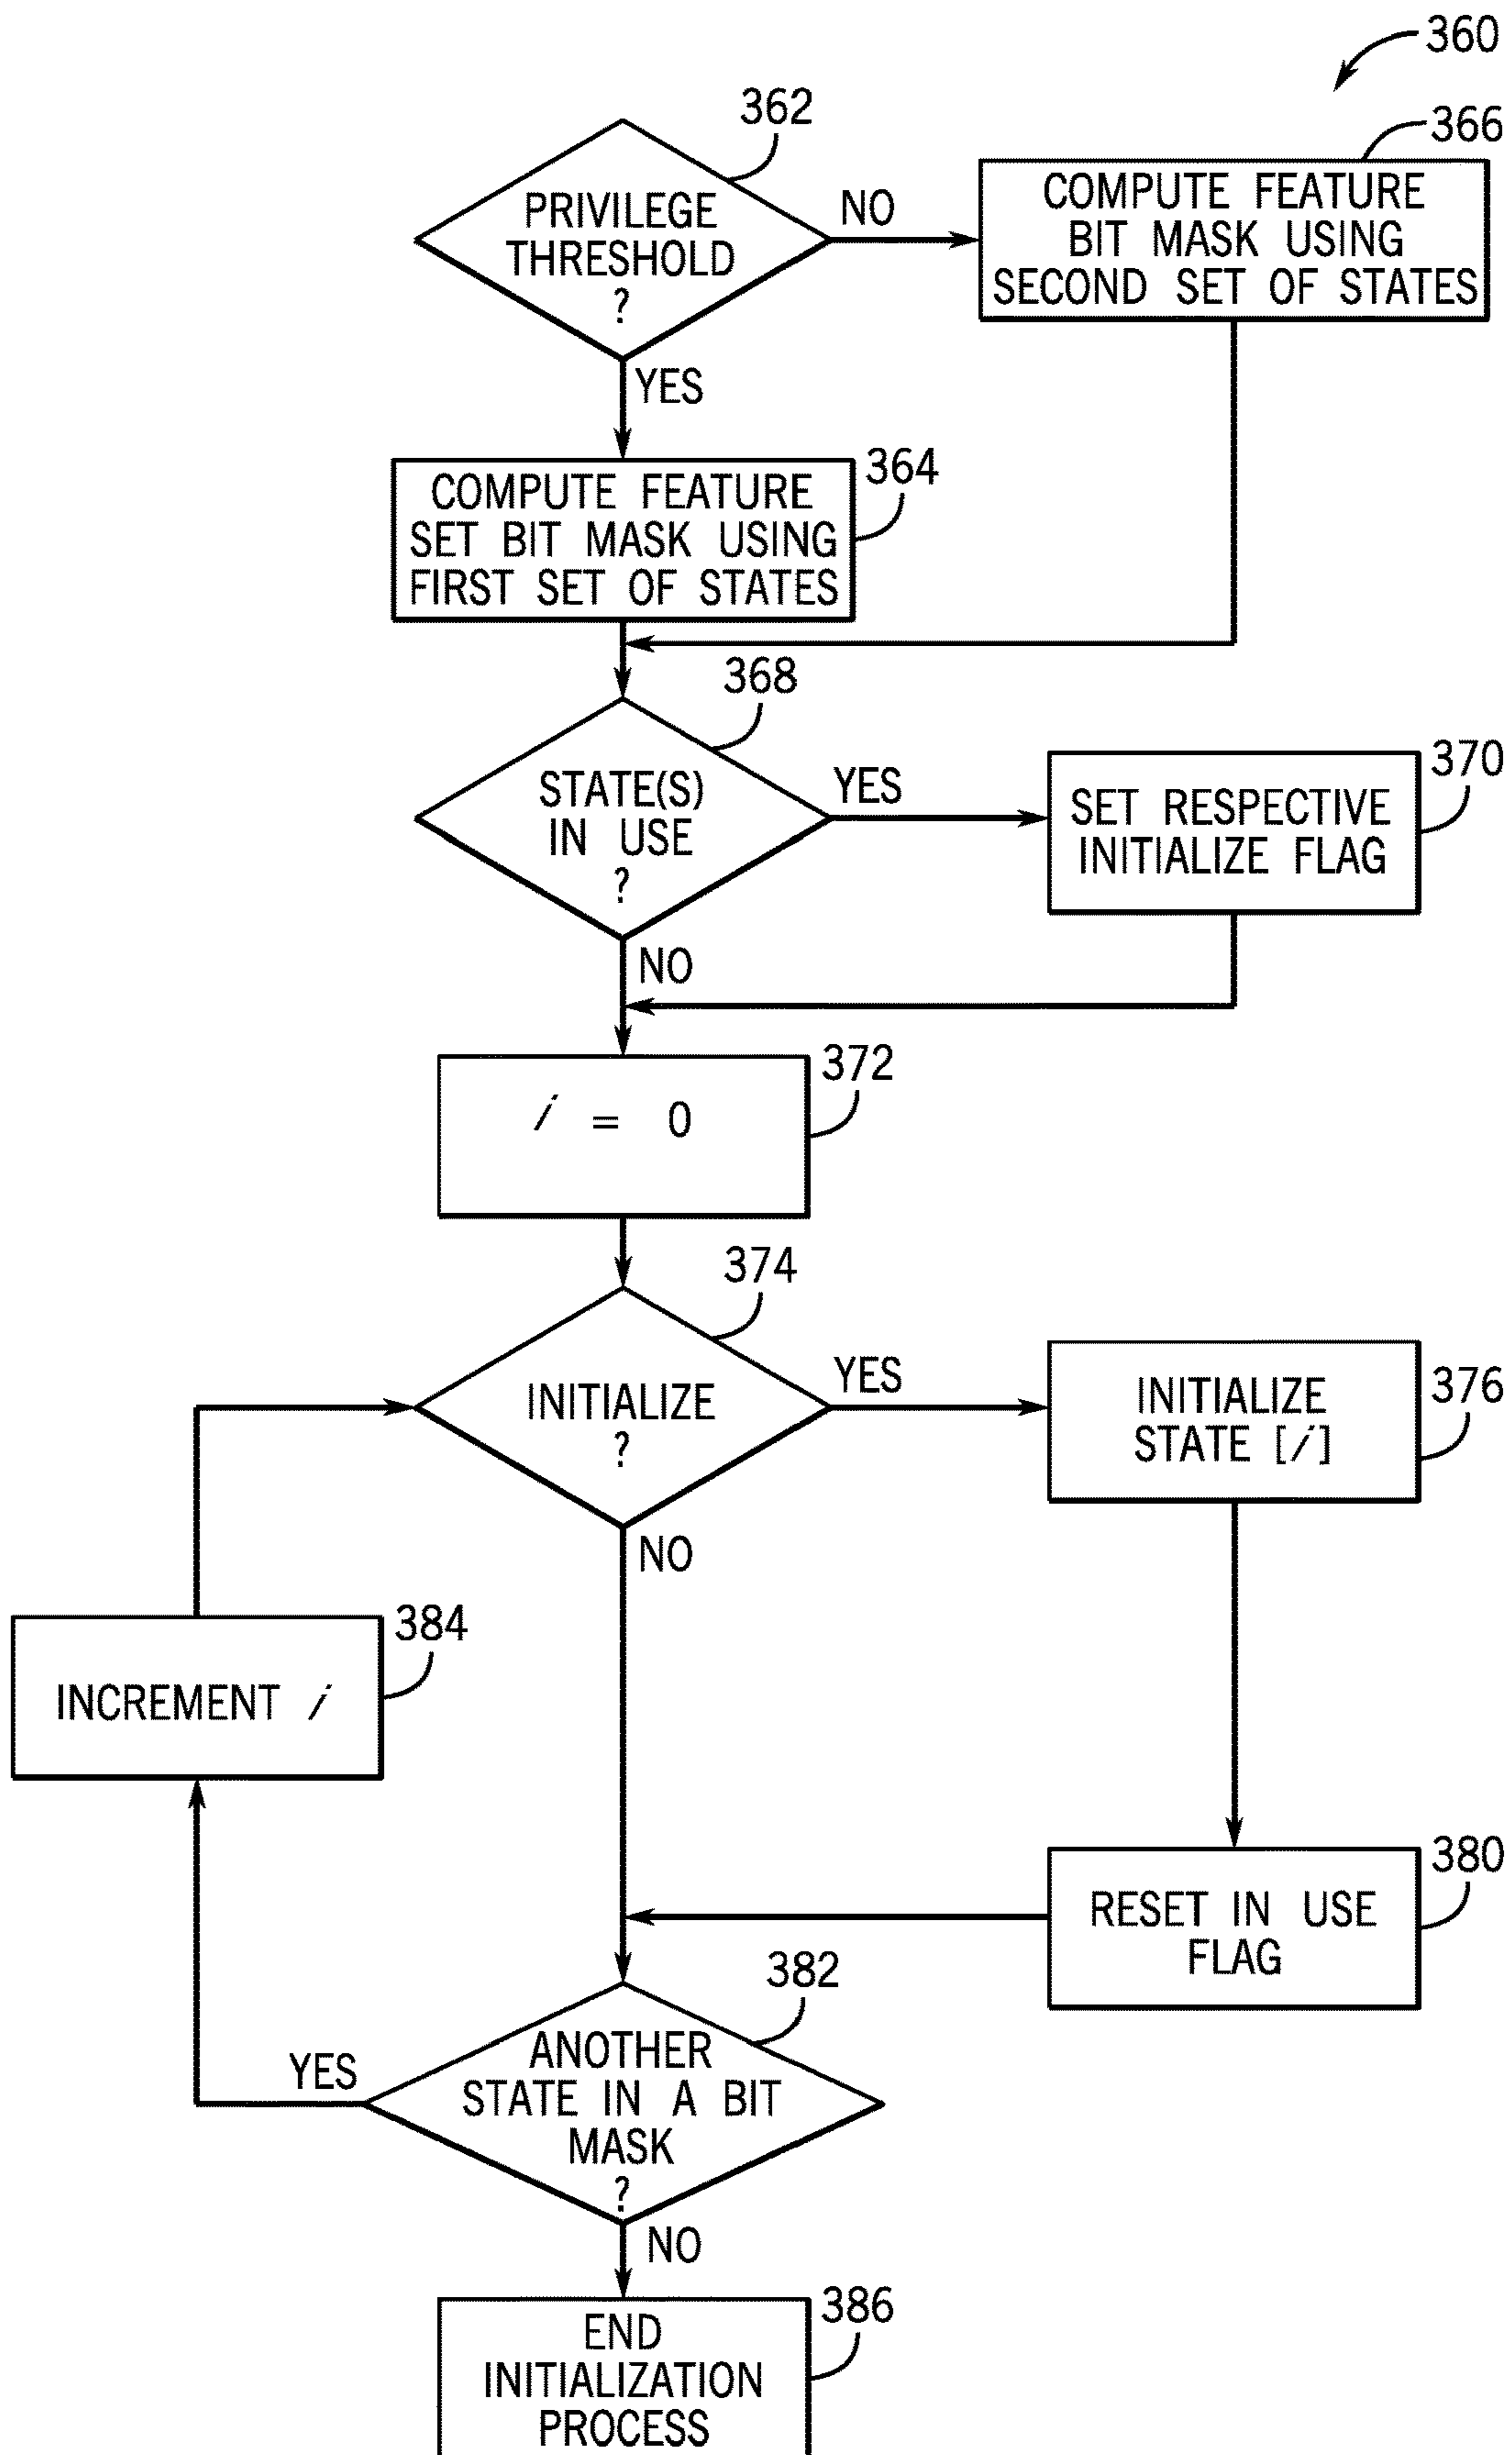 360
362
366
PRIVILEGE
THRESHOLD
?
NO
COMPUTE FEATURE
BIT MASK USING
SECOND SET OF STATES
YES
364
COMPUTE FEATURE
SET BIT MASK USING
FIRST SET OF STATES
368
STATE(S)
IN USE
?
YES
370
SET RESPECTIVE
INITIALIZE FLAG
NO
372
i = 0
374
INITIALIZE
?
YES
376
INITIALIZE
STATE [i]
NO
384
INCREMENT i
380
RESET IN USE
FLAG
382
ANOTHER
STATE IN A BIT
MASK
?
YES
NO
386
END
INITIALIZATION
PROCESS